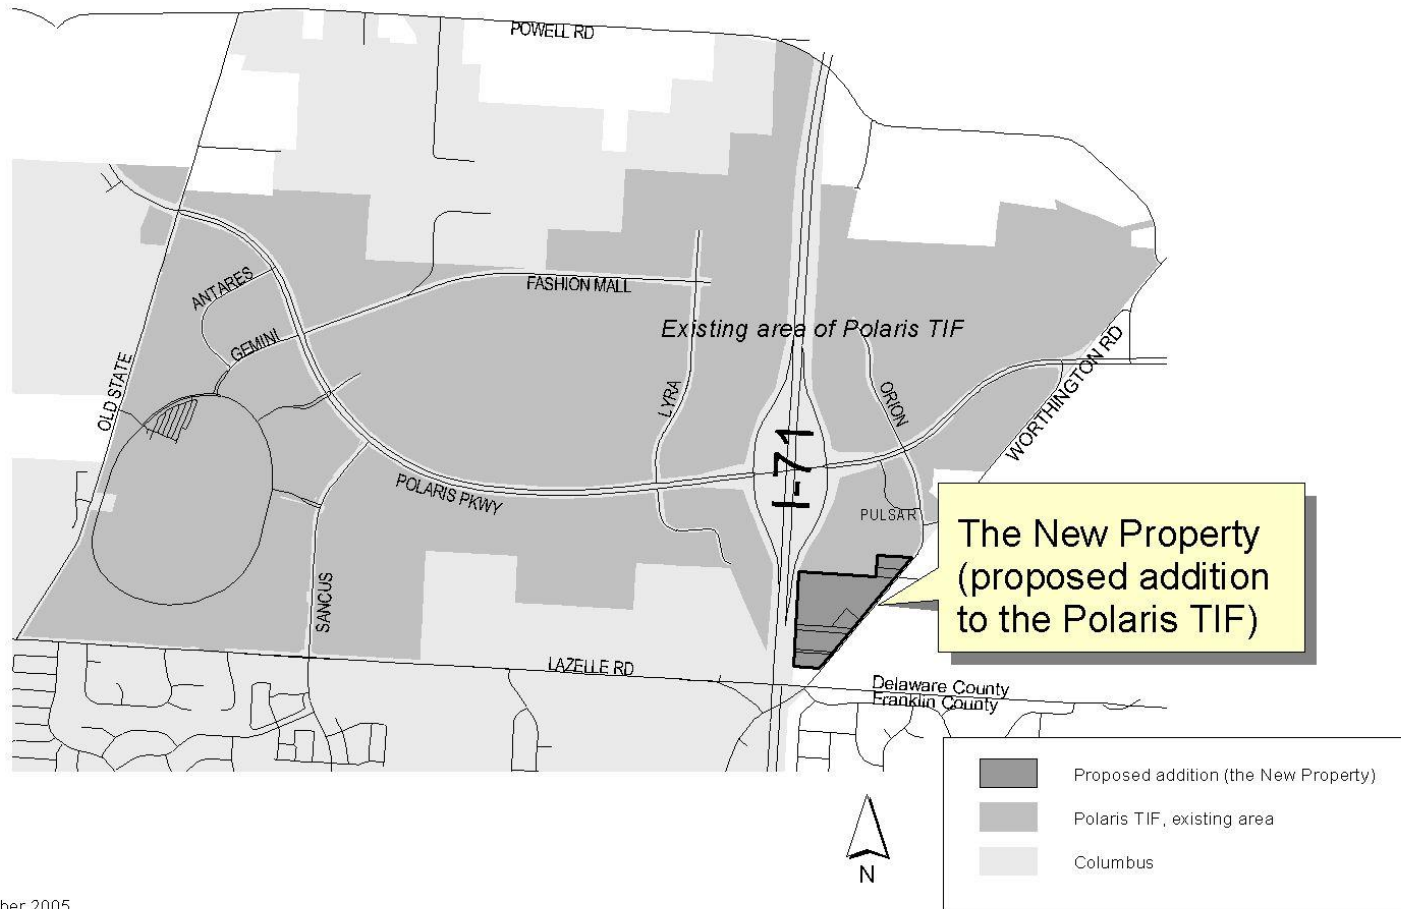 POWELL RD
ANTARES
FASHION MALL
GEMINI
Existing area of Polaris TIF
OLD STATE
LYRA
ORION
WORTHINGTON RD
I-71
POLARIS PKWY
PULSAR
The New Property
(proposed addition
to the Polaris TIF)
SANCUS
LAZELLE RD
Delaware County
Franklin County
Proposed addition (the New Property)
Polaris TIF, existing area
Columbus
N
ber 2005